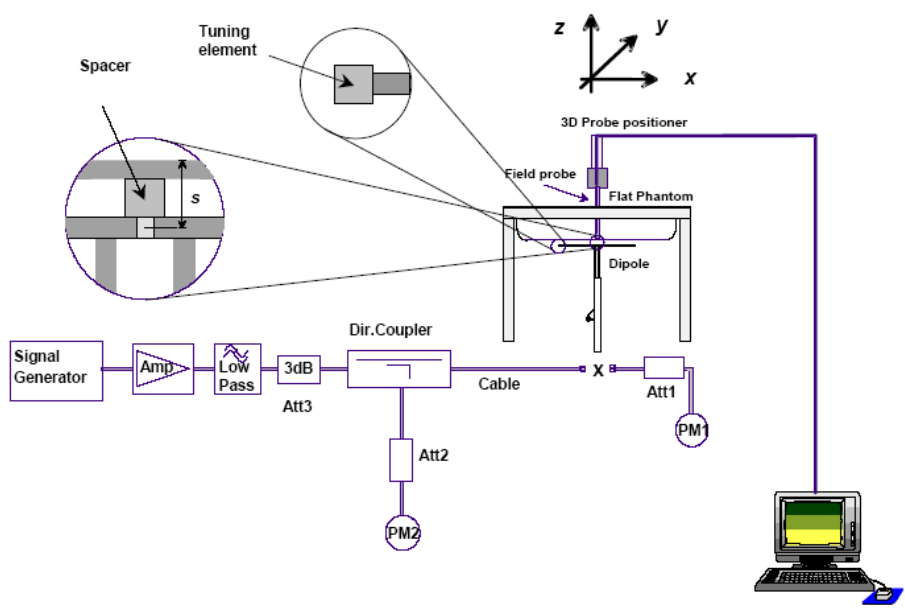 Tuning
element
Spacer
s
z
y
x
3D Probe positioner
Field probe
Flat Phantom
Dipole
Dir.Coupler
Signal
Generator
Amp
Low
Pass
3dB
Att3
Cable
X
Att1
PM1
Att2
PM2